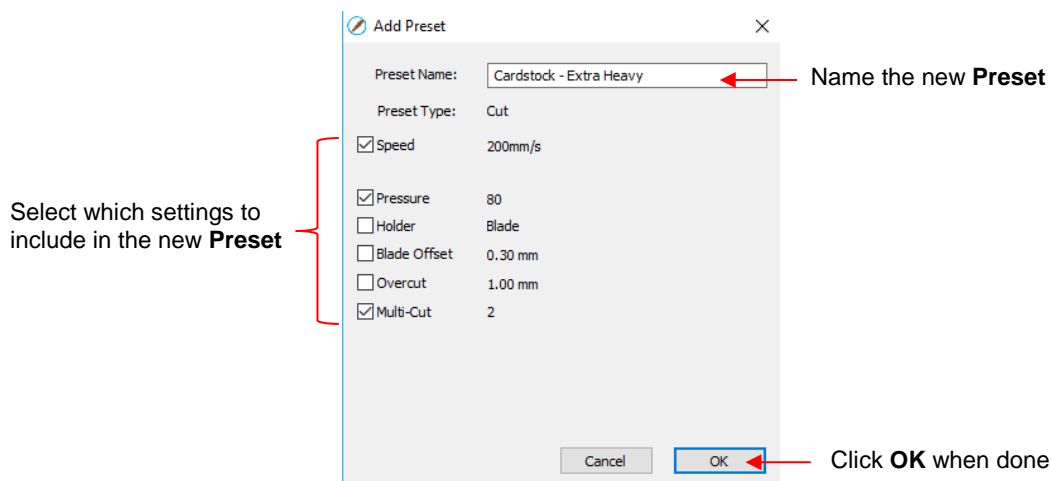 Add Preset
Preset Name: Cardstock - Extra Heavy
Name the new Preset
Preset Type: Cut
Speed 200mm/s
Pressure 80
Select which settings to
include in the new Preset
Holder Blade
Blade Offset 0.30 mm
Overcut 1.00 mm
Multi-Cut 2
Cancel OK
Click OK when done